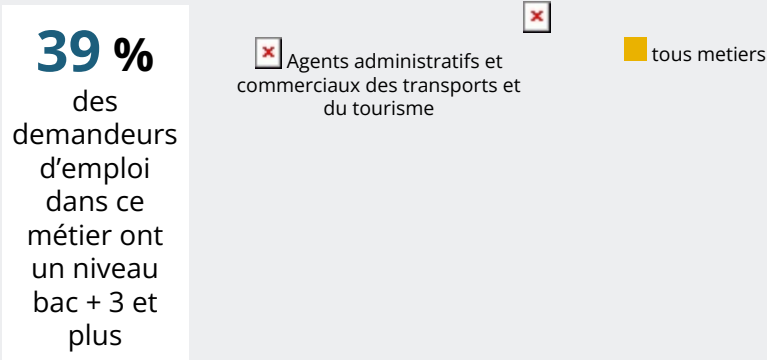 39 %
des
demandeurs
d’emploi
dans ce
métier ont
un niveau
bac + 3 et
plus
Agents administratifs et
commerciaux des transports et
du tourisme
tous metiers